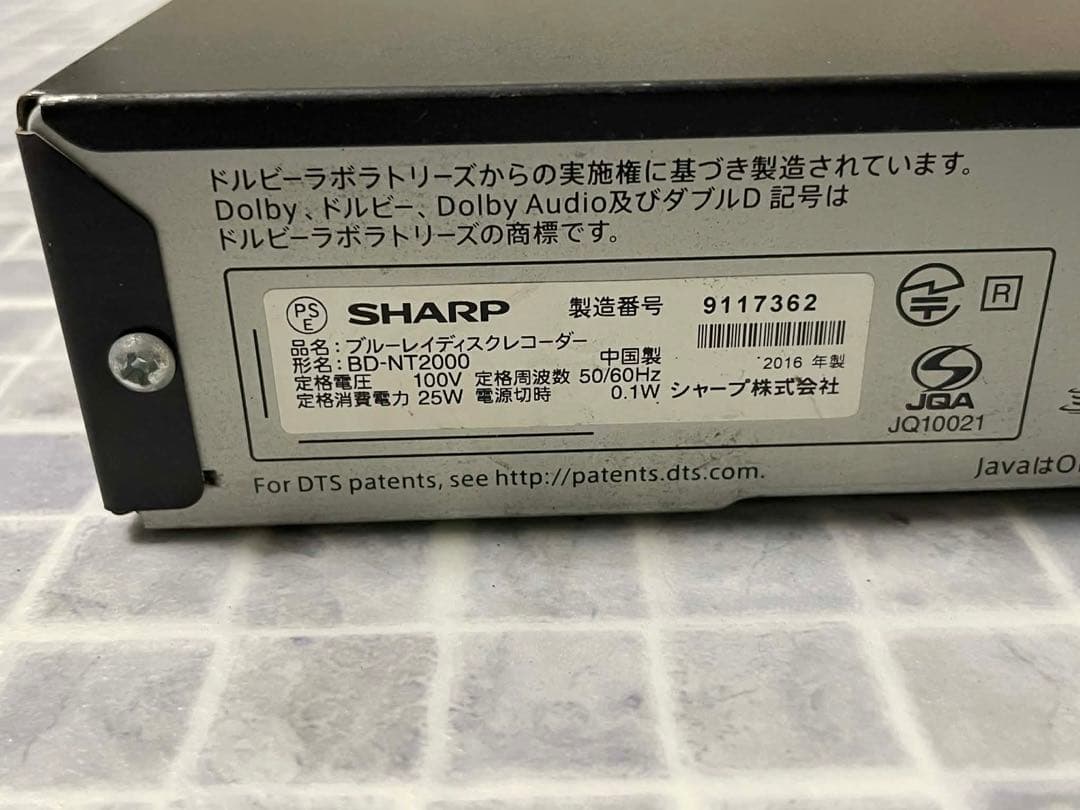 ドルビーラボラトリーズからの実施権に基づき製造されています。
Dolby、ドルビー、Dolby Audio及びダブルD 記号は
ドルビーラボラトリーズの商標です。
PS E SHARP 製造番号 9117362
品名：ブルーレイディスクレコーダー
形名：BD-NT2000 中国製 2016 年製
定格電圧 100V 定格周波数 50/60Hz
定格消費電力 25W 電源切時 0.1W シャープ株式会社
R
JQA
JQ10021
For DTS patents, see http://patents.dts.com.
Javaは